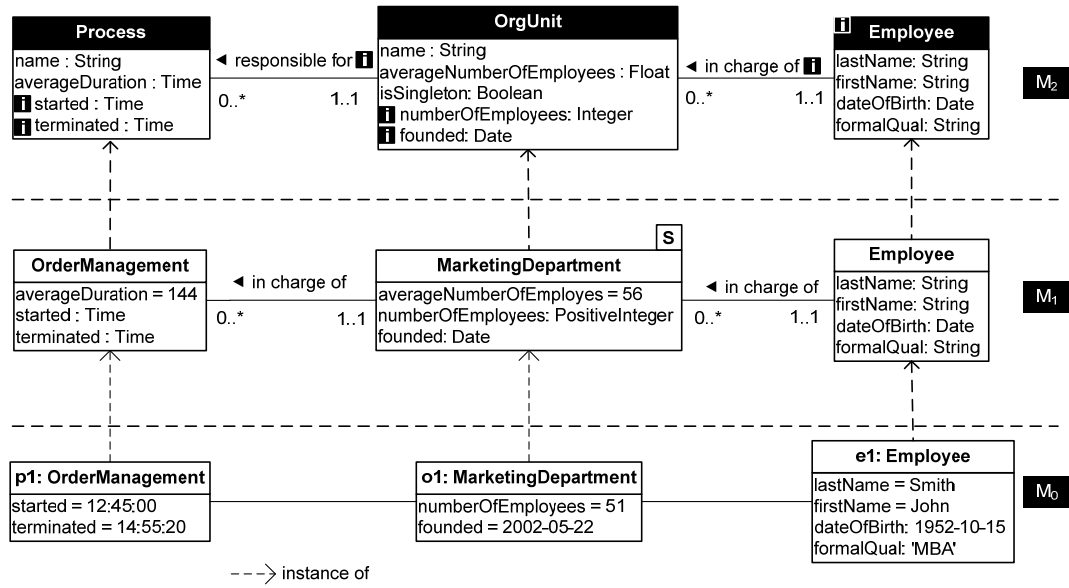 Process
name : String
averageDuration : Time
i started : Time
i terminated : Time
◄ responsible for i
0..*
1..1
OrgUnit
name : String
averageNumberOfEmployees : Float
isSingleton: Boolean
i numberOfEmployees: Integer
i founded: Date
◄ in charge of i
0..*
1..1
i Employee
lastName: String
firstName: String
dateOfBirth: Date
formalQual: String
M2
OrderManagement
averageDuration = 144
started : Time
terminated : Time
◄ in charge of
0..*
1..1
S
MarketingDepartment
averageNumberOfEmployes = 56
numberOfEmployees: PositiveInteger
founded: Date
◄ in charge of
0..*
1..1
Employee
lastName: String
firstName: String
dateOfBirth: Date
formalQual: String
M1
p1: OrderManagement
started = 12:45:00
terminated = 14:55:20
o1: MarketingDepartment
numberOfEmployees = 51
founded = 2002-05-22
e1: Employee
lastName = Smith
firstName = John
dateOfBirth: 1952-10-15
formalQual: 'MBA'
M0
instance of